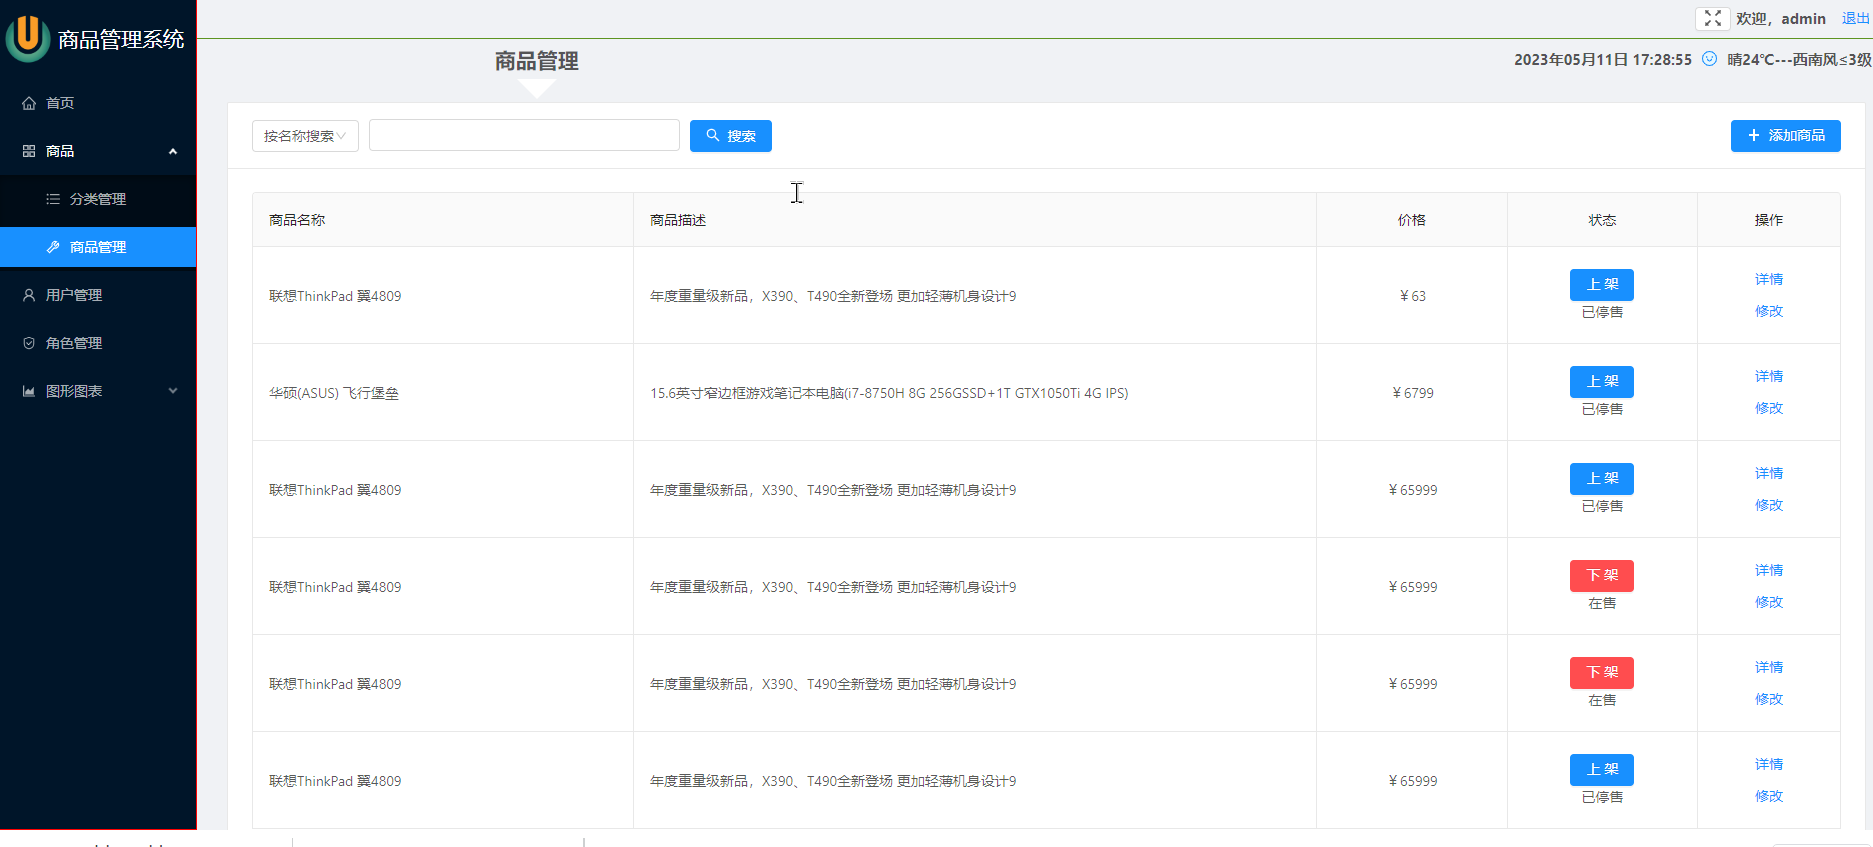 商品管理系统
首页
商品
分类管理
商品管理
用户管理
角色管理
图形图表
欢迎，admin 退出
商品管理
2023年05月11日 17:28:55 晴24℃---西南风≤3级
按名称搜索 搜索 添加商品
商品名称 商品描述 价格 状态 操作
联想ThinkPad 翼4809 年度重量级新品，X390、T490全新登场 更加轻薄机身设计9 ￥63 上 架 已停售 详情 修改
华硕(ASUS) 飞行堡垒 15.6英寸窄边框游戏笔记本电脑(i7-8750H 8G 256GSSD+1T GTX1050Ti 4G IPS) ￥6799 上 架 已停售 详情 修改
联想ThinkPad 翼4809 年度重量级新品，X390、T490全新登场 更加轻薄机身设计9 ￥65999 上 架 已停售 详情 修改
联想ThinkPad 翼4809 年度重量级新品，X390、T490全新登场 更加轻薄机身设计9 ￥65999 下 架 在售 详情 修改
联想ThinkPad 翼4809 年度重量级新品，X390、T490全新登场 更加轻薄机身设计9 ￥65999 下 架 在售 详情 修改
联想ThinkPad 翼4809 年度重量级新品，X390、T490全新登场 更加轻薄机身设计9 ￥65999 上 架 已停售 详情 修改